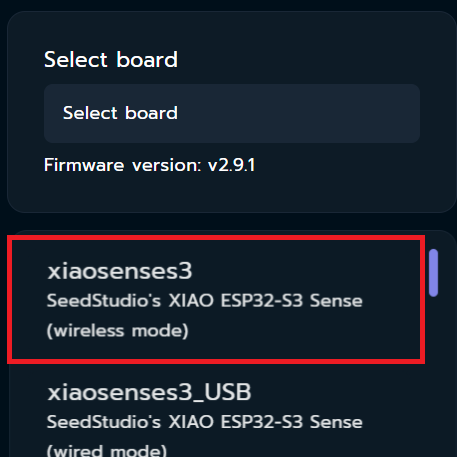 Select board
Select board
Firmware version: v2.9.1
xiaosenses3
SeedStudio's XIAO ESP32-S3 Sense
(wireless mode)
xiaosenses3_USB
SeedStudio's XIAO ESP32-S3 Sense
(wired mode)